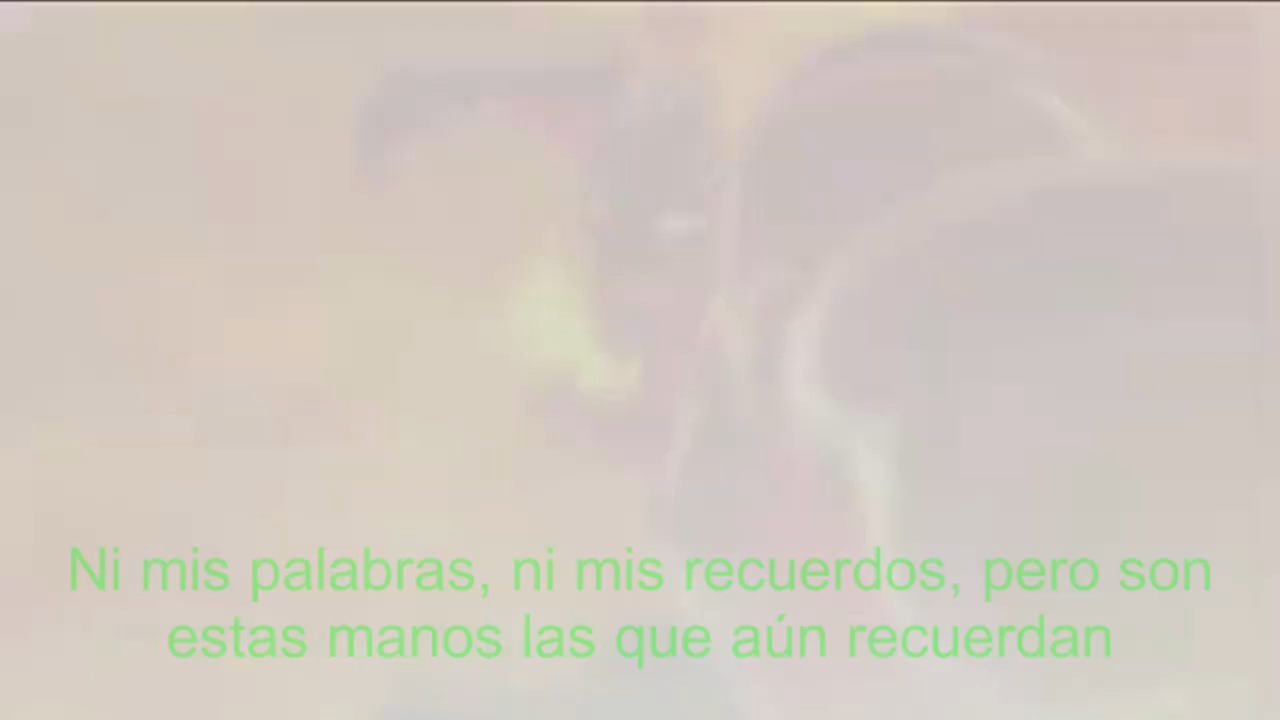 Ni mis palabras, ni mis recuerdos, pero son
estas manos las que aún recuerdan